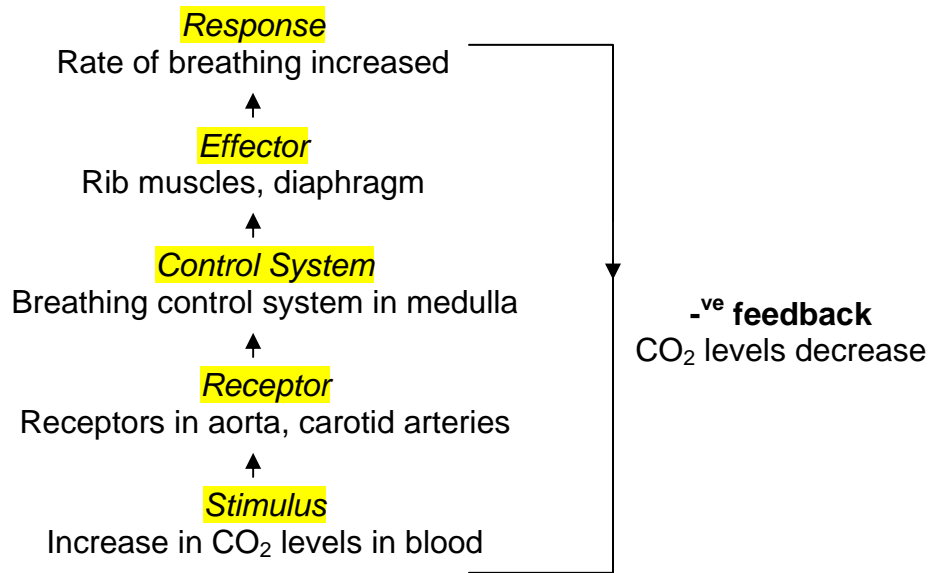 Response
Rate of breathing increased
Effector
Rib muscles, diaphragm
Control System
Breathing control system in medulla
Receptor
Receptors in aorta, carotid arteries
Stimulus
Increase in CO₂ levels in blood
-ᵛᵉ feedback
CO₂ levels decrease